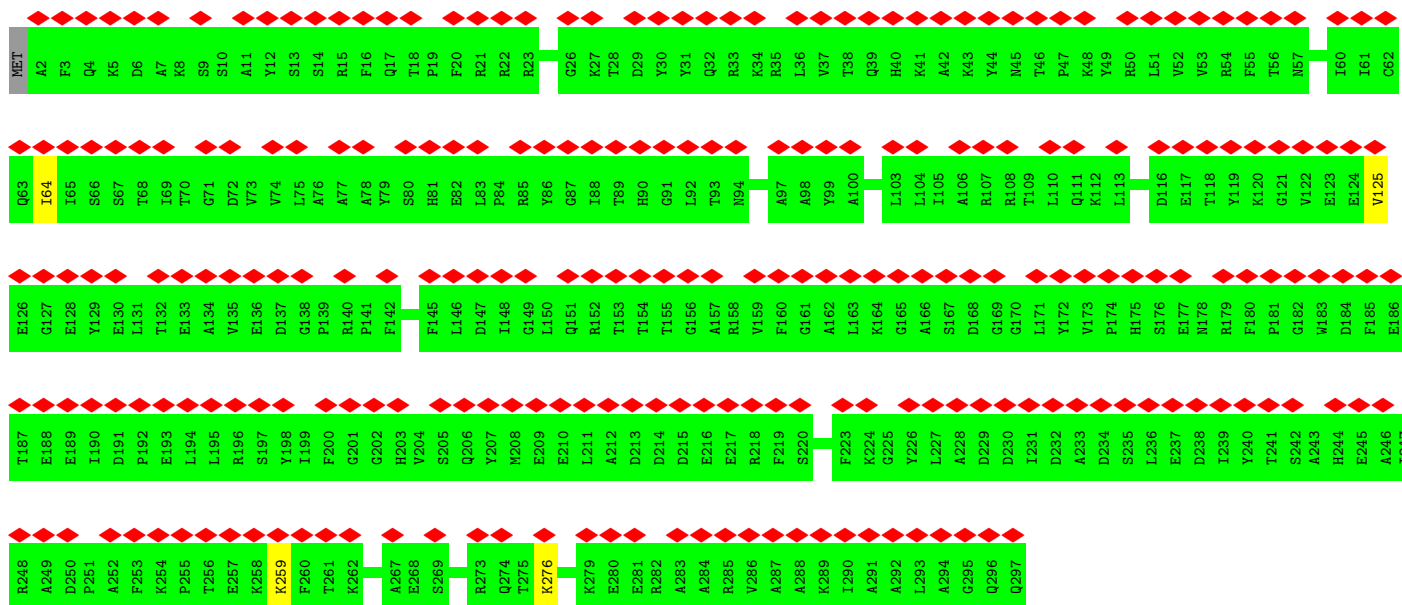 MET A2 F3 Q4 K5 D6 A7 K8 S9 S10 A11 Y12 S13 S14 R15 F16 Q17 T18 P19 F20 R21 R22 R23 G26 K27 T28 D29 Y30 Y31 Q32 R33 K34 R35 L36 V37 T38 Q39 H40 K41 A42 K43 Y44 N45 T46 P47 K48 Y49 R50 L51 V52 V53 R54 F55 T56 N57 I60 I61 C62
Q63 I64 I65 S66 S67 T68 I69 T70 G71 D72 V73 V74 L75 A76 A77 A78 Y79 S80 H81 E82 L83 P84 R85 Y86 G87 I88 T89 H90 G91 L92 T93 N94 A97 A98 Y99 A100 L103 L104 I105 A106 R107 R108 T109 L110 Q111 K112 L113 D116 E117 T118 Y119 K120 G121 V122 E123 E124 V125
E126 G127 E128 Y129 E130 L131 T132 E133 A134 V135 E136 D137 G138 P139 R140 P141 F142 F145 L146 D147 I148 G149 L150 Q151 R152 T153 T154 T155 G156 A157 R158 V159 F160 G161 A162 L163 K164 G165 A166 S167 D168 G169 G170 L171 Y172 V173 P174 H175 S176 E177 N178 R179 F180 P181 G182 W183 D184 F185 E186
T187 E188 E189 I190 D191 P192 E193 L194 L195 R196 S197 Y198 I199 F200 G201 G202 H203 V204 S205 Q206 Y207 M208 E209 E210 L211 A212 D213 D214 D215 E216 E217 R218 F219 S220 F223 K224 G225 Y226 L227 A228 D229 D230 I231 D232 A233 D234 S235 L236 E237 D238 I239 Y240 T241 S242 A243 H244 E245 A246 I247
R248 A249 D250 P251 A252 F253 K254 P255 T256 E257 K258 K259 F260 T261 K262 A267 E268 S269 R273 Q274 T275 K276 K279 E280 E281 R282 A283 A284 R285 V286 A287 A288 K289 I290 A291 A292 L293 A294 G295 Q296 Q297